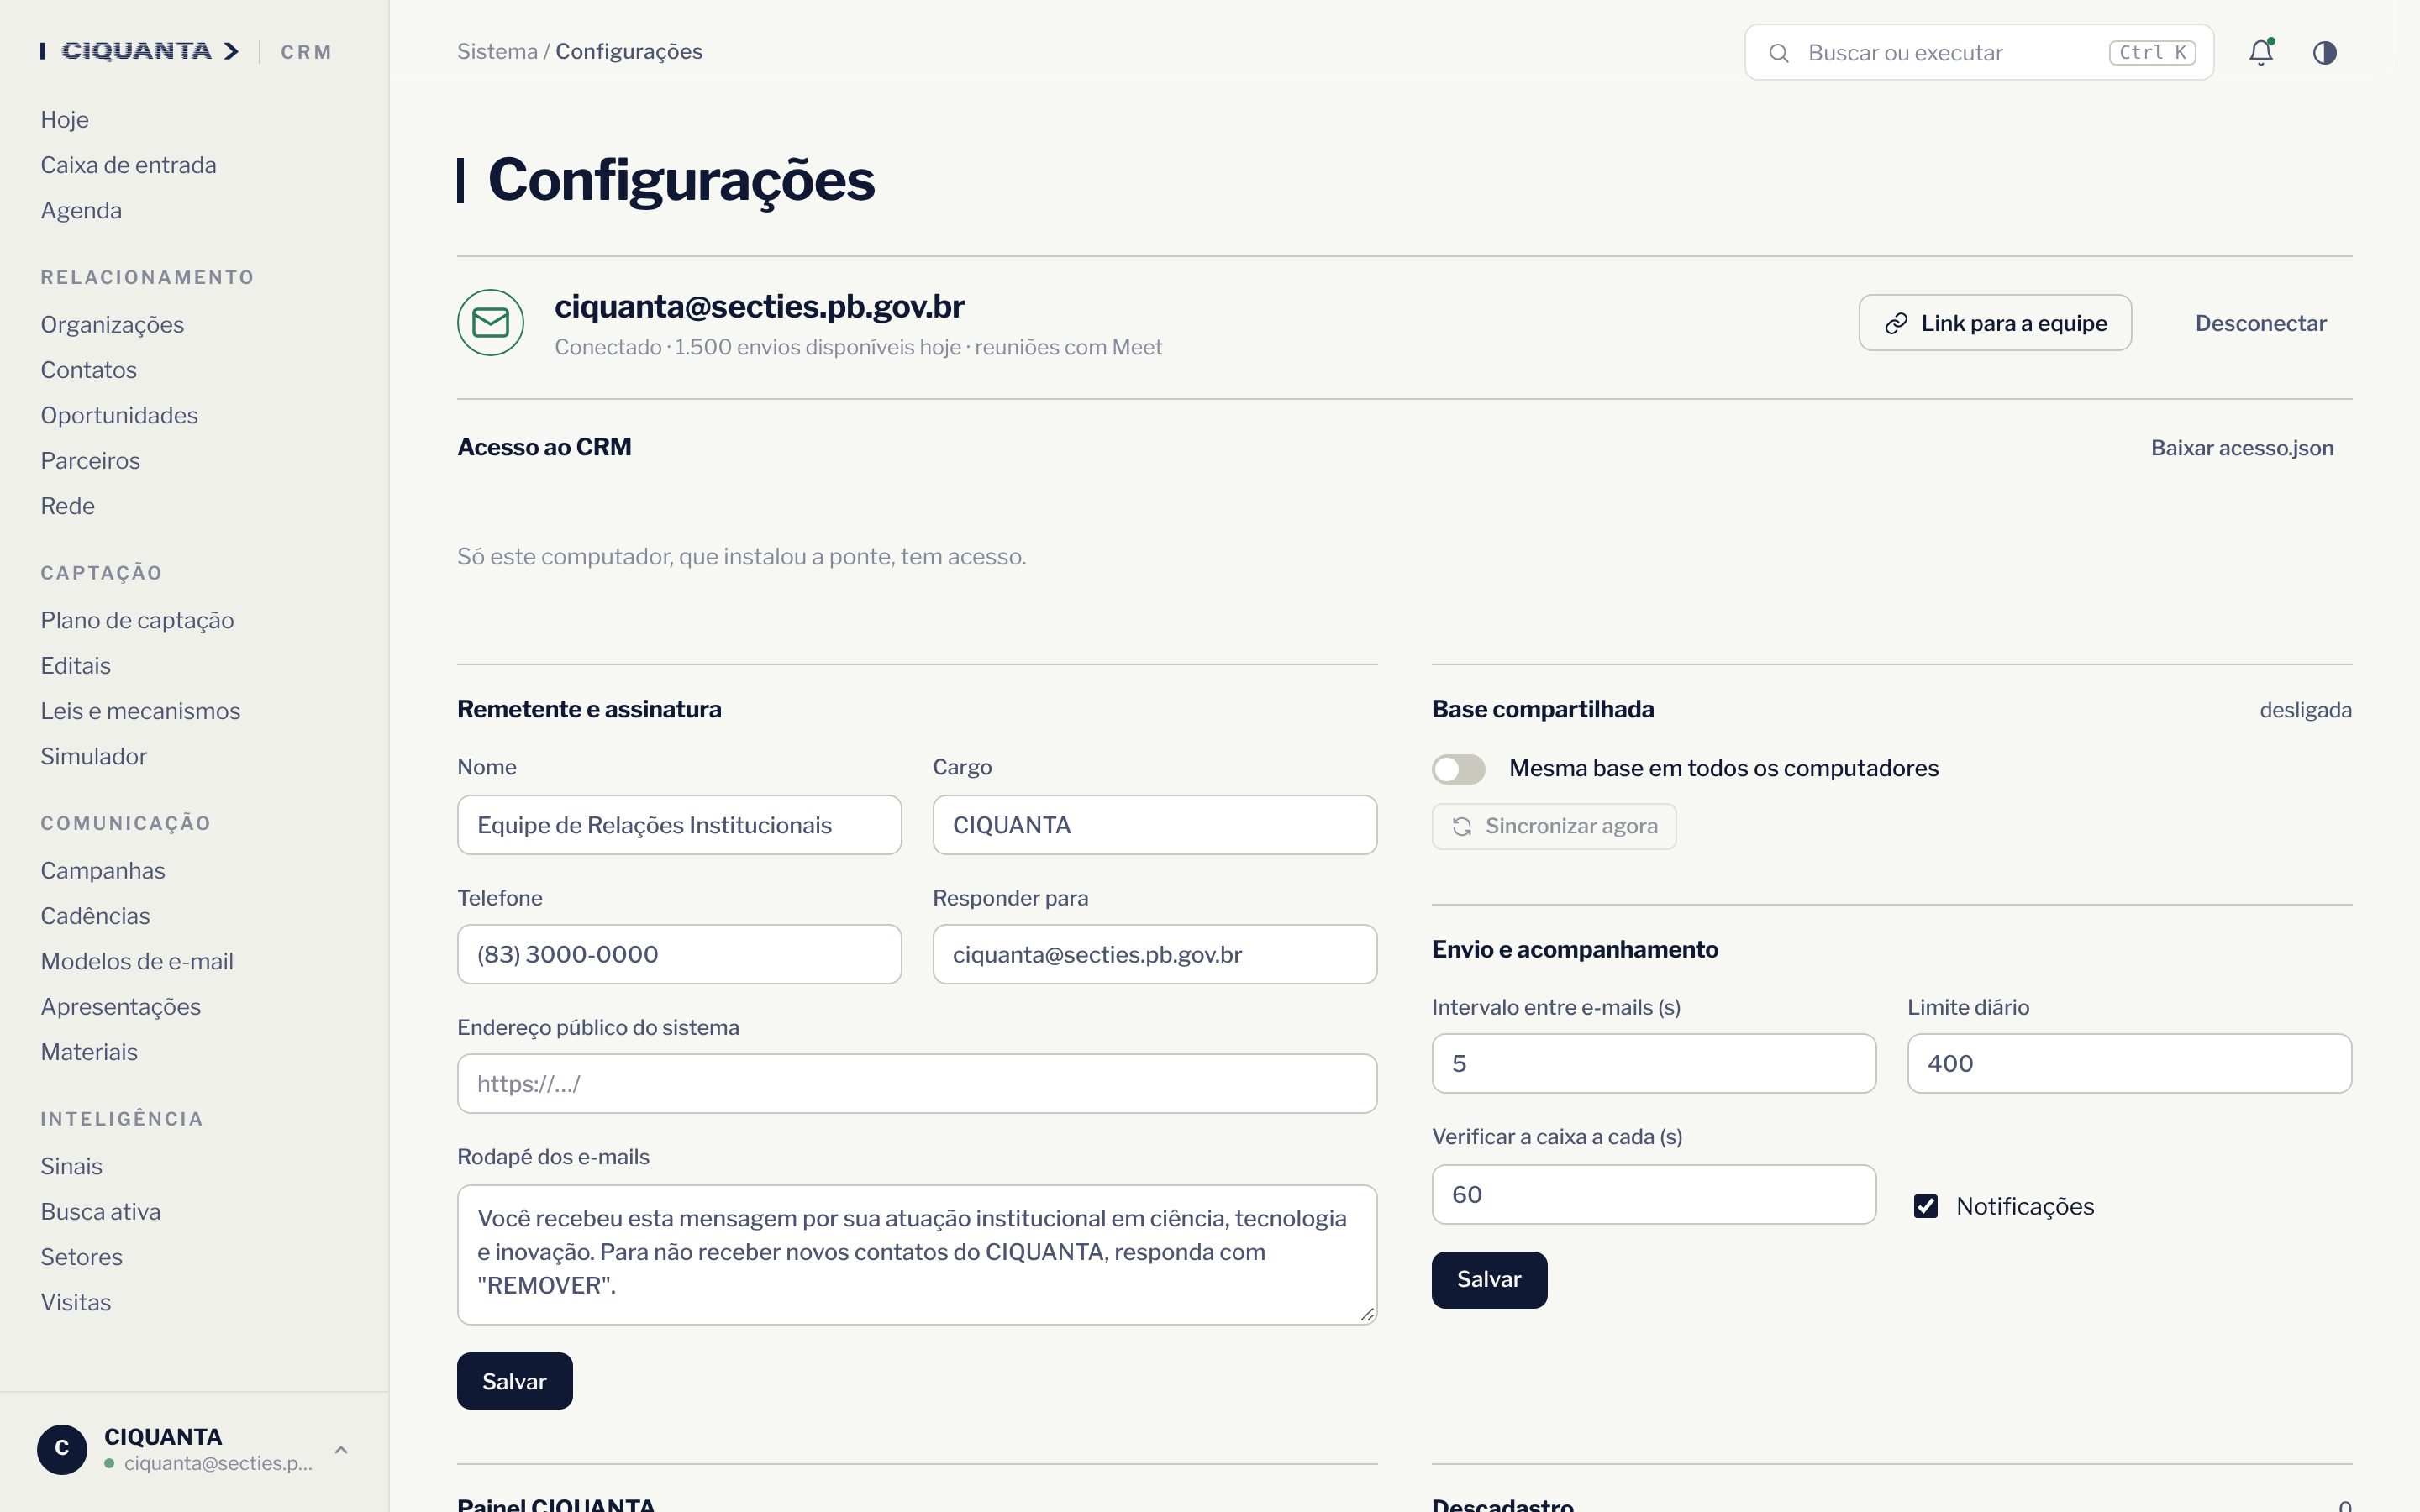 CIQUANTA
CRM
Hoje
Caixa de entrada
Agenda
RELACIONAMENTO
Organizações
Contatos
Oportunidades
Parceiros
Rede
CAPTAÇÃO
Plano de captação
Editais
Leis e mecanismos
Simulador
COMUNICAÇÃO
Campanhas
Cadências
Modelos de e-mail
Apresentações
Materiais
INTELIGÊNCIA
Sinais
Busca ativa
Setores
Visitas
C
CIQUANTA
ciquanta@secties.p...
Sistema / Configurações
Buscar ou executar
Ctrl K
Configurações
ciquanta@secties.pb.gov.br
Conectado · 1.500 envios disponíveis hoje · reuniões com Meet
Link para a equipe
Desconectar
Acesso ao CRM
Baixar acesso.json
Só este computador, que instalou a ponte, tem acesso.
Remetente e assinatura
Nome
Cargo
Equipe de Relações Institucionais
CIQUANTA
Telefone
Responder para
(83) 3000-0000
ciquanta@secties.pb.gov.br
Endereço público do sistema
https://.../
Rodapé dos e-mails
Você recebeu esta mensagem por sua atuação institucional em ciência, tecnologia
e inovação. Para não receber novos contatos do CIQUANTA, responda com
"REMOVER".
Salvar
Base compartilhada
desligada
Mesma base em todos os computadores
Sincronizar agora
Envio e acompanhamento
Intervalo entre e-mails (s)
Limite diário
5
400
Verificar a caixa a cada (s)
60
Notificações
Salvar
Painel CIQUANTA
Descadastro
0